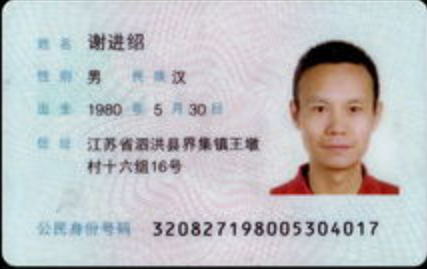 姓名 谢进绍
性别 男 民族 汉
出生 1980 年 5 月 30 日
住址 江苏省泗洪县界集镇王墩
村十六组16号
公民身份号码 320827198005304017